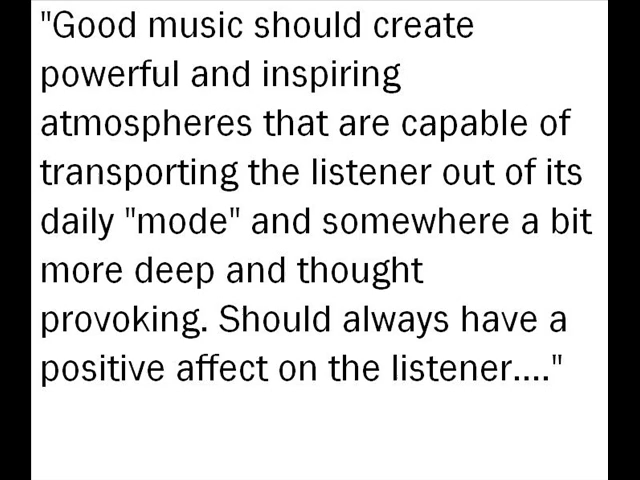 "Good music should create
powerful and inspiring
atmospheres that are capable of
transporting the listener out of its
daily "mode" and somewhere a bit
more deep and thought
provoking. Should always have a
positive affect on the listener...."